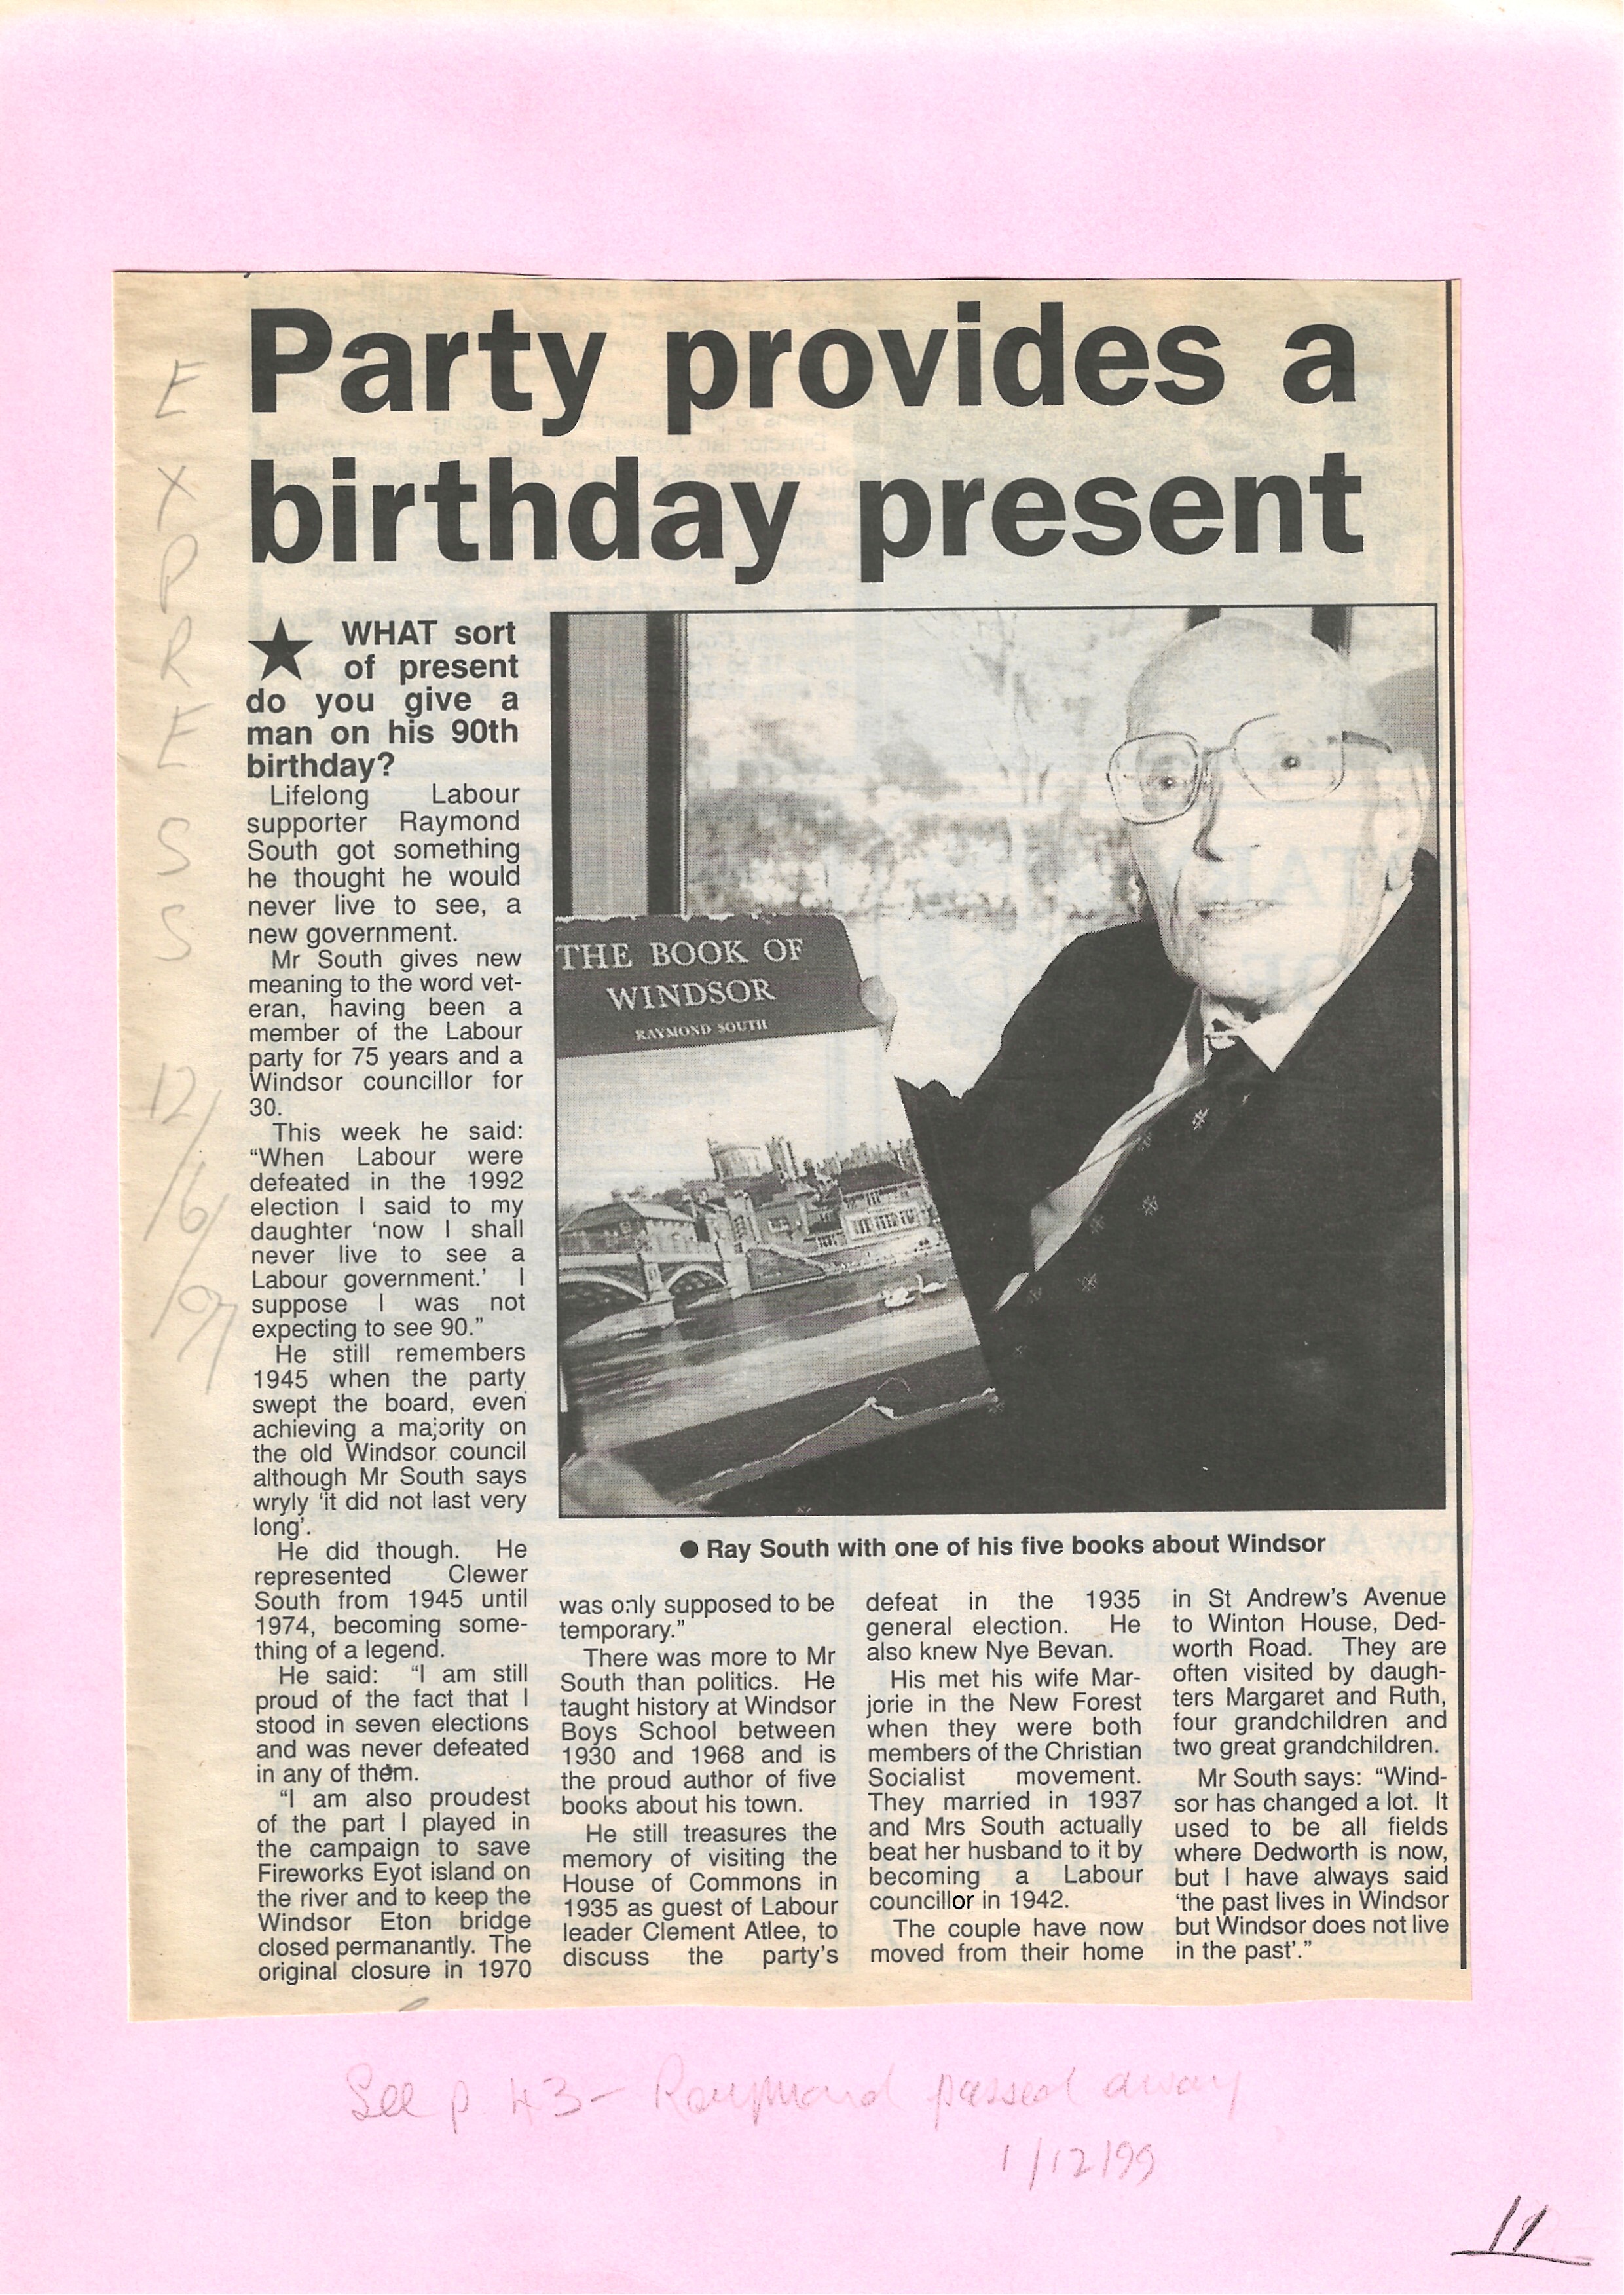 Party provides a
birthday present
EXPRESS
12/6/97
★ WHAT sort
of present
do you give a
man on his 90th
birthday?
Lifelong Labour
supporter Raymond
South got something
he thought he would
never live to see, a
new government.
Mr South gives new
meaning to the word vet-
eran, having been a
member of the Labour
party for 75 years and a
Windsor councillor for
30.
This week he said:
“When Labour were
defeated in the 1992
election I said to my
daughter ‘now I shall
never live to see a
Labour government.’ I
suppose I was not
expecting to see 90.”
He still remembers
1945 when the party
swept the board, even
achieving a majority on
the old Windsor council
although Mr South says
wryly ‘it did not last very
long’.
He did though. He
represented Clewer
South from 1945 until
1974, becoming some-
thing of a legend.
He said: “I am still
proud of the fact that I
stood in seven elections
and was never defeated
in any of them.
“I am also proudest
of the part I played in
the campaign to save
Fireworks Eyot island on
the river and to keep the
Windsor Eton bridge
closed permanantly. The
original closure in 1970
THE BOOK OF
WINDSOR
RAYMOND SOUTH
● Ray South with one of his five books about Windsor
was only supposed to be
temporary.”
There was more to Mr
South than politics. He
taught history at Windsor
Boys School between
1930 and 1968 and is
the proud author of five
books about his town.
He still treasures the
memory of visiting the
House of Commons in
1935 as guest of Labour
leader Clement Atlee, to
discuss the party’s
defeat in the 1935
general election. He
also knew Nye Bevan.
His met his wife Mar-
jorie in the New Forest
when they were both
members of the Christian
Socialist movement.
They married in 1937
and Mrs South actually
beat her husband to it by
becoming a Labour
councillor in 1942.
The couple have now
moved from their home
in St Andrew’s Avenue
to Winton House, Ded-
worth Road. They are
often visited by daugh-
ters Margaret and Ruth,
four grandchildren and
two great grandchildren.
Mr South says: “Wind-
sor has changed a lot. It
used to be all fields
where Dedworth is now,
but I have always said
‘the past lives in Windsor
but Windsor does not live
in the past’.”
See p 43 - Raymond passed away
1/12/99
11